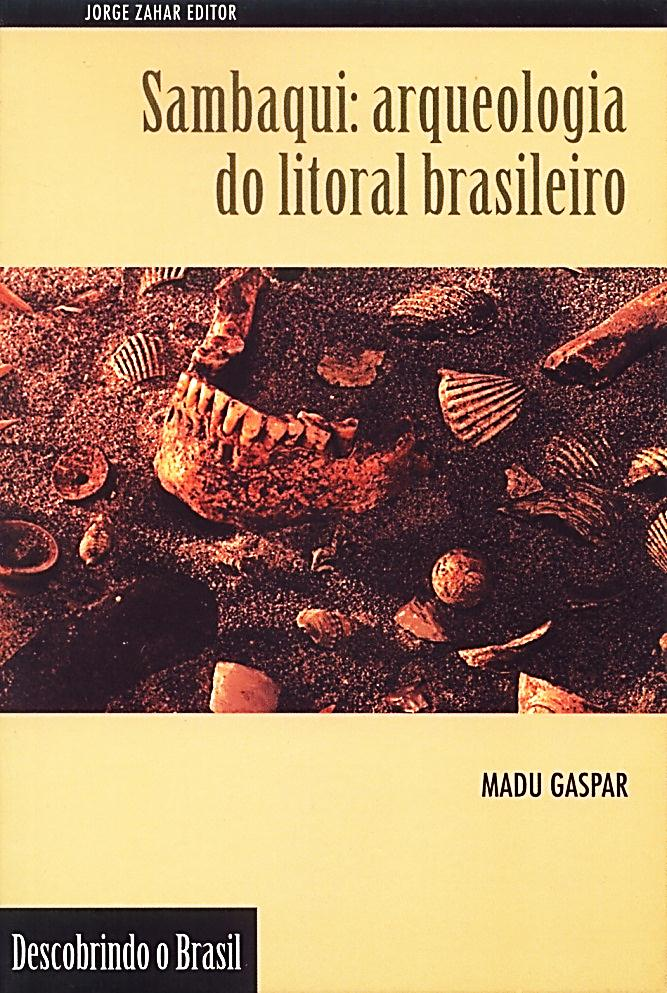 JORGE ZAHAR EDITOR
Sambaqui: arqueologia
do litoral brasileiro
MADU GASPAR
Descobrindo o Brasil